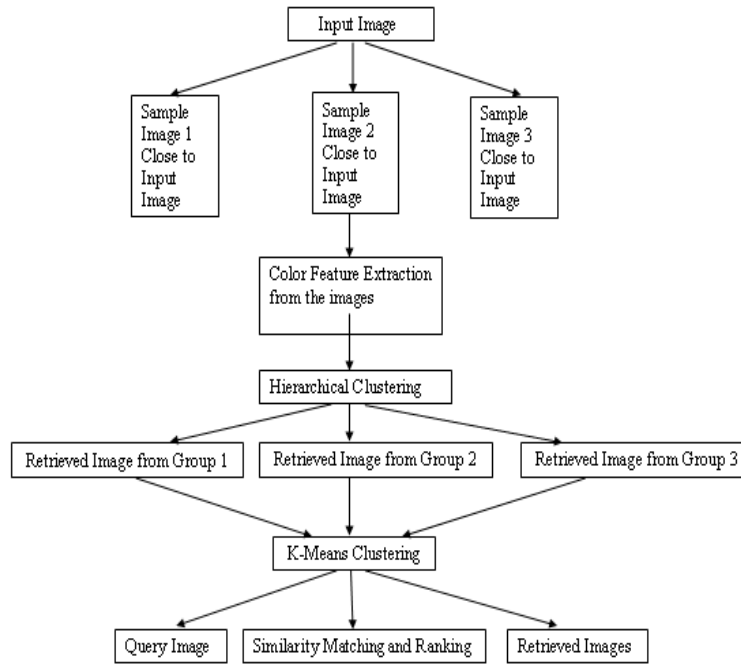 Input Image
Sample
Image 1
Close to
Input
Image
Sample
Image 2
Close to
Input
Image
Sample
Image 3
Close to
Input
Image
Color Feature Extraction
from the images
Hierarchical Clustering
Retrieved Image from Group 1
Retrieved Image from Group 2
Retrieved Image from Group 3
K-Means Clustering
Query Image
Similarity Matching and Ranking
Retrieved Images